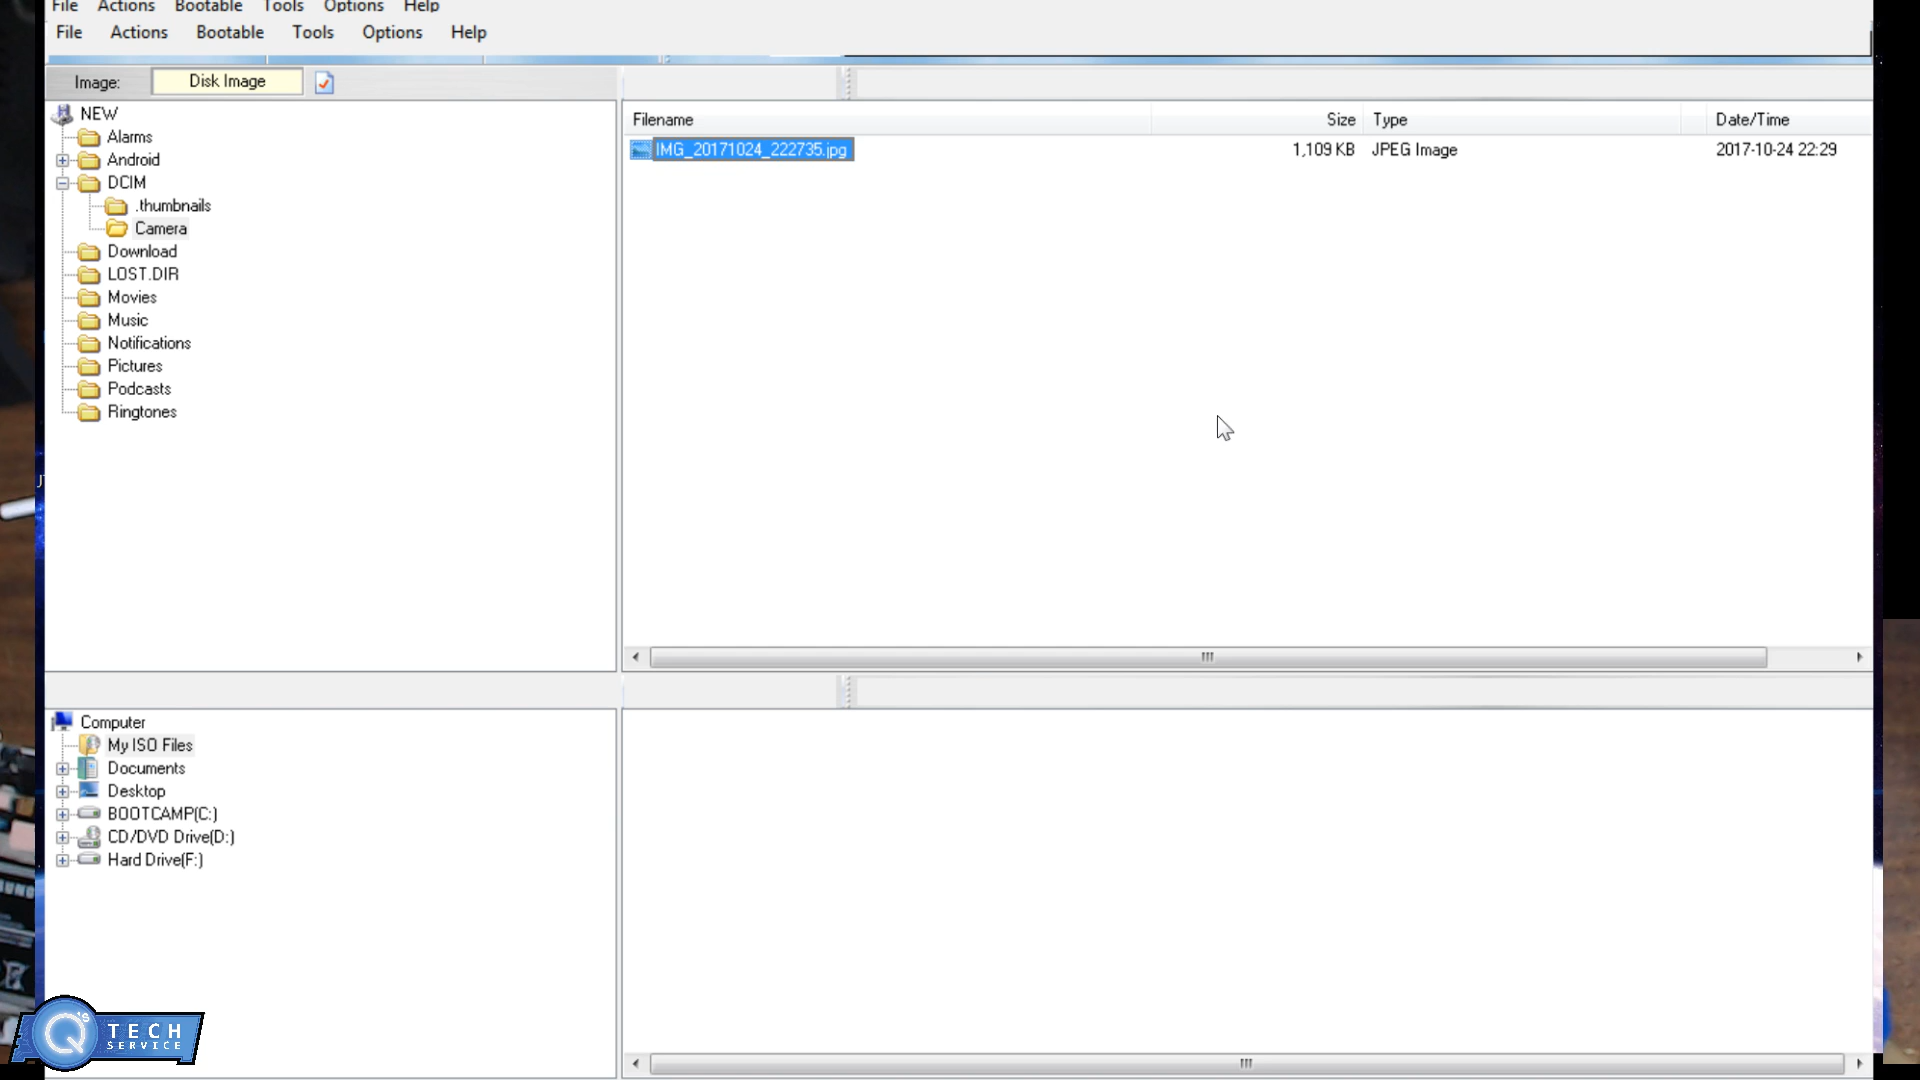 File Actions Bootable Tools Options Help
File Actions Bootable Tools Options Help
Image: Disk Image
NEW
Alarms
Android
DCIM
.thumbnails
Camera
Download
LOST.DIR
Movies
Music
Notifications
Pictures
Podcasts
Ringtones
Filename Size Type Date/Time
IMG_20171024_222735.jpg 1,109 KB JPEG Image 2017-10-24 22:29
Computer
My ISO Files
Documents
Desktop
BOOTCAMP(C:)
CD/DVD Drive(D:)
Hard Drive(F:)
Q's TECH
SERVICE